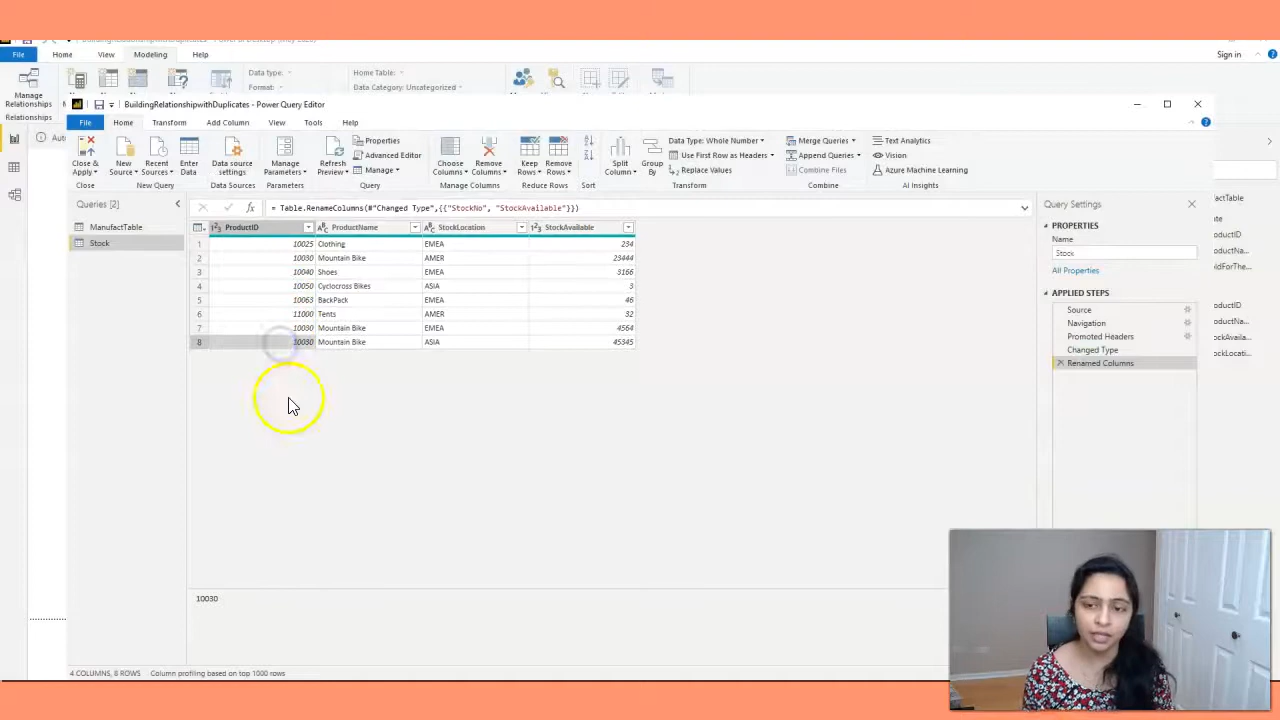 File Home View Modeling Help
Sign in
Manage Relationships
Relationships
Data type:
Format:
Home Table:
Data Category: Uncategorized
BuildingRelationshipwithDuplicates - Power Query Editor
File Home Transform Add Column View Tools Help
Close & Apply
New Source
Recent Sources
Enter Data
Data source settings
Manage Parameters
Refresh Preview
Properties
Advanced Editor
Manage
Choose Columns
Remove Columns
Keep Rows
Remove Rows
Split Column
Group By
Data Type: Whole Number
Use First Row as Headers
Replace Values
Merge Queries
Append Queries
Combine Files
Text Analytics
Vision
Azure Machine Learning
Close New Query Data Sources Parameters Query Manage Columns Reduce Rows Sort Transform Combine AI Insights
Queries [2]
ManufactTable
Stock
= Table.RenameColumns(#"Changed Type",{{"StockNo", "StockAvailable"}})
ProductID ProductName StockLocation StockAvailable
1 10025 Clothing EMEA 234
2 10030 Mountain Bike AMER 23444
3 10040 Shoes EMEA 3166
4 10050 Cyclocross Bikes ASIA 3
5 10063 BackPack EMEA 46
6 11000 Tents AMER 32
7 10030 Mountain Bike EMEA 4564
8 10030 Mountain Bike ASIA 45345
Query Settings
PROPERTIES
Name
Stock
All Properties
APPLIED STEPS
Source
Navigation
Promoted Headers
Changed Type
Renamed Columns
10030
4 COLUMNS, 8 ROWS Column profiling based on top 1000 rows